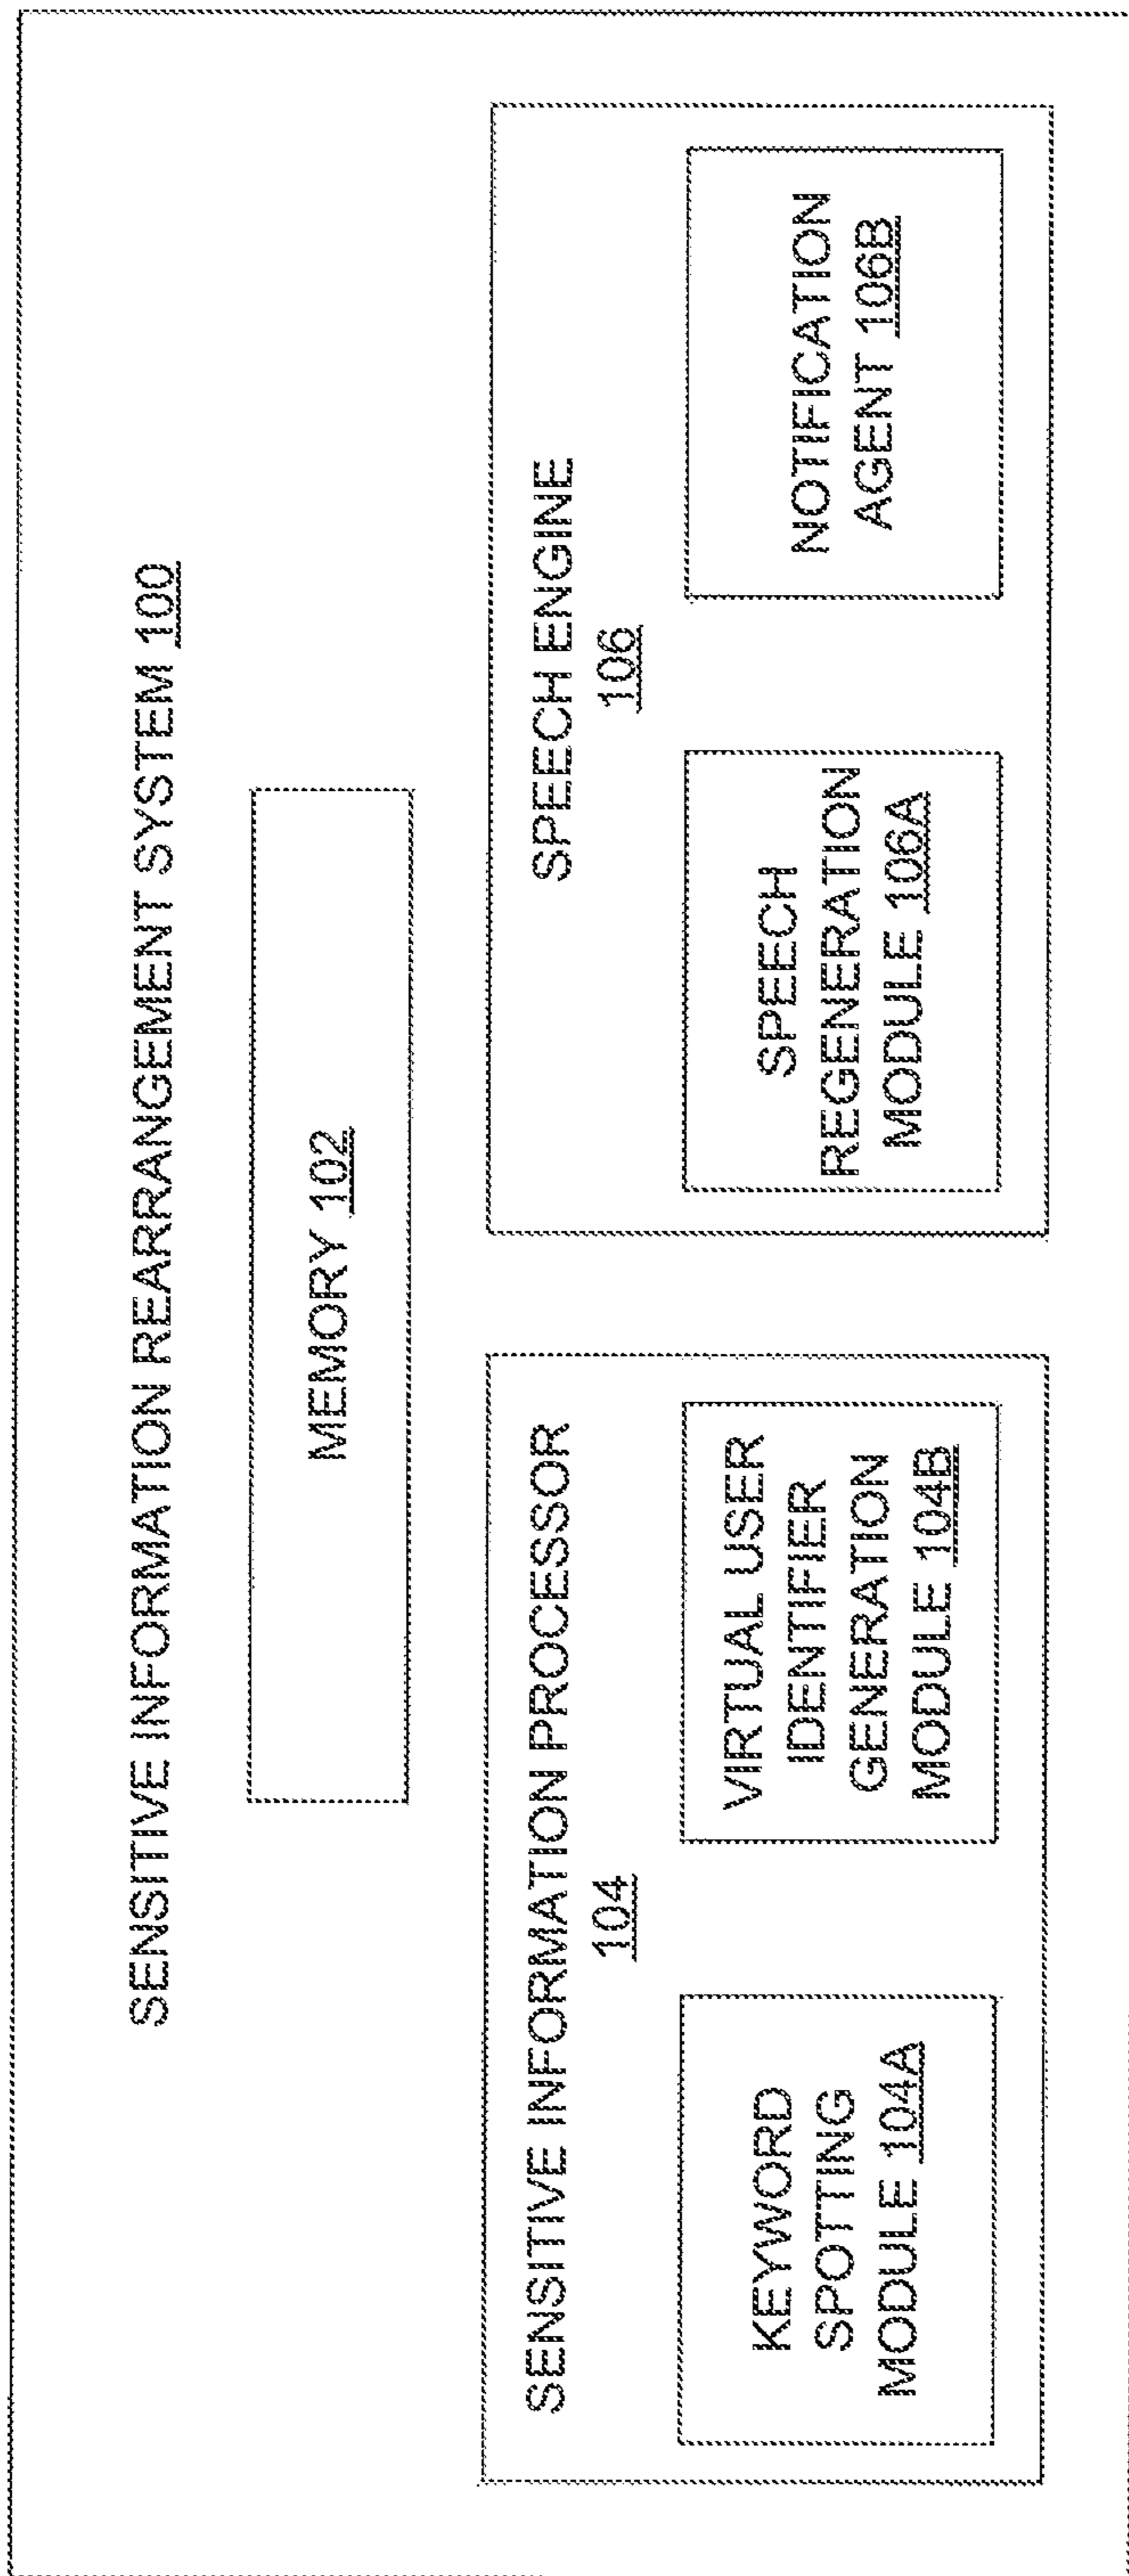 SENSITIVE INFORMATION REARRANGEMENT SYSTEM 100
MEMORY 102
SENSITIVE INFORMATION PROCESSOR
104
KEYWORD
SPOTTING
MODULE 104A
VIRTUAL USER
IDENTIFIER
GENERATION
MODULE 104B
SPEECH ENGINE
106
SPEECH
REGENERATION
MODULE 106A
NOTIFICATION
AGENT 106B